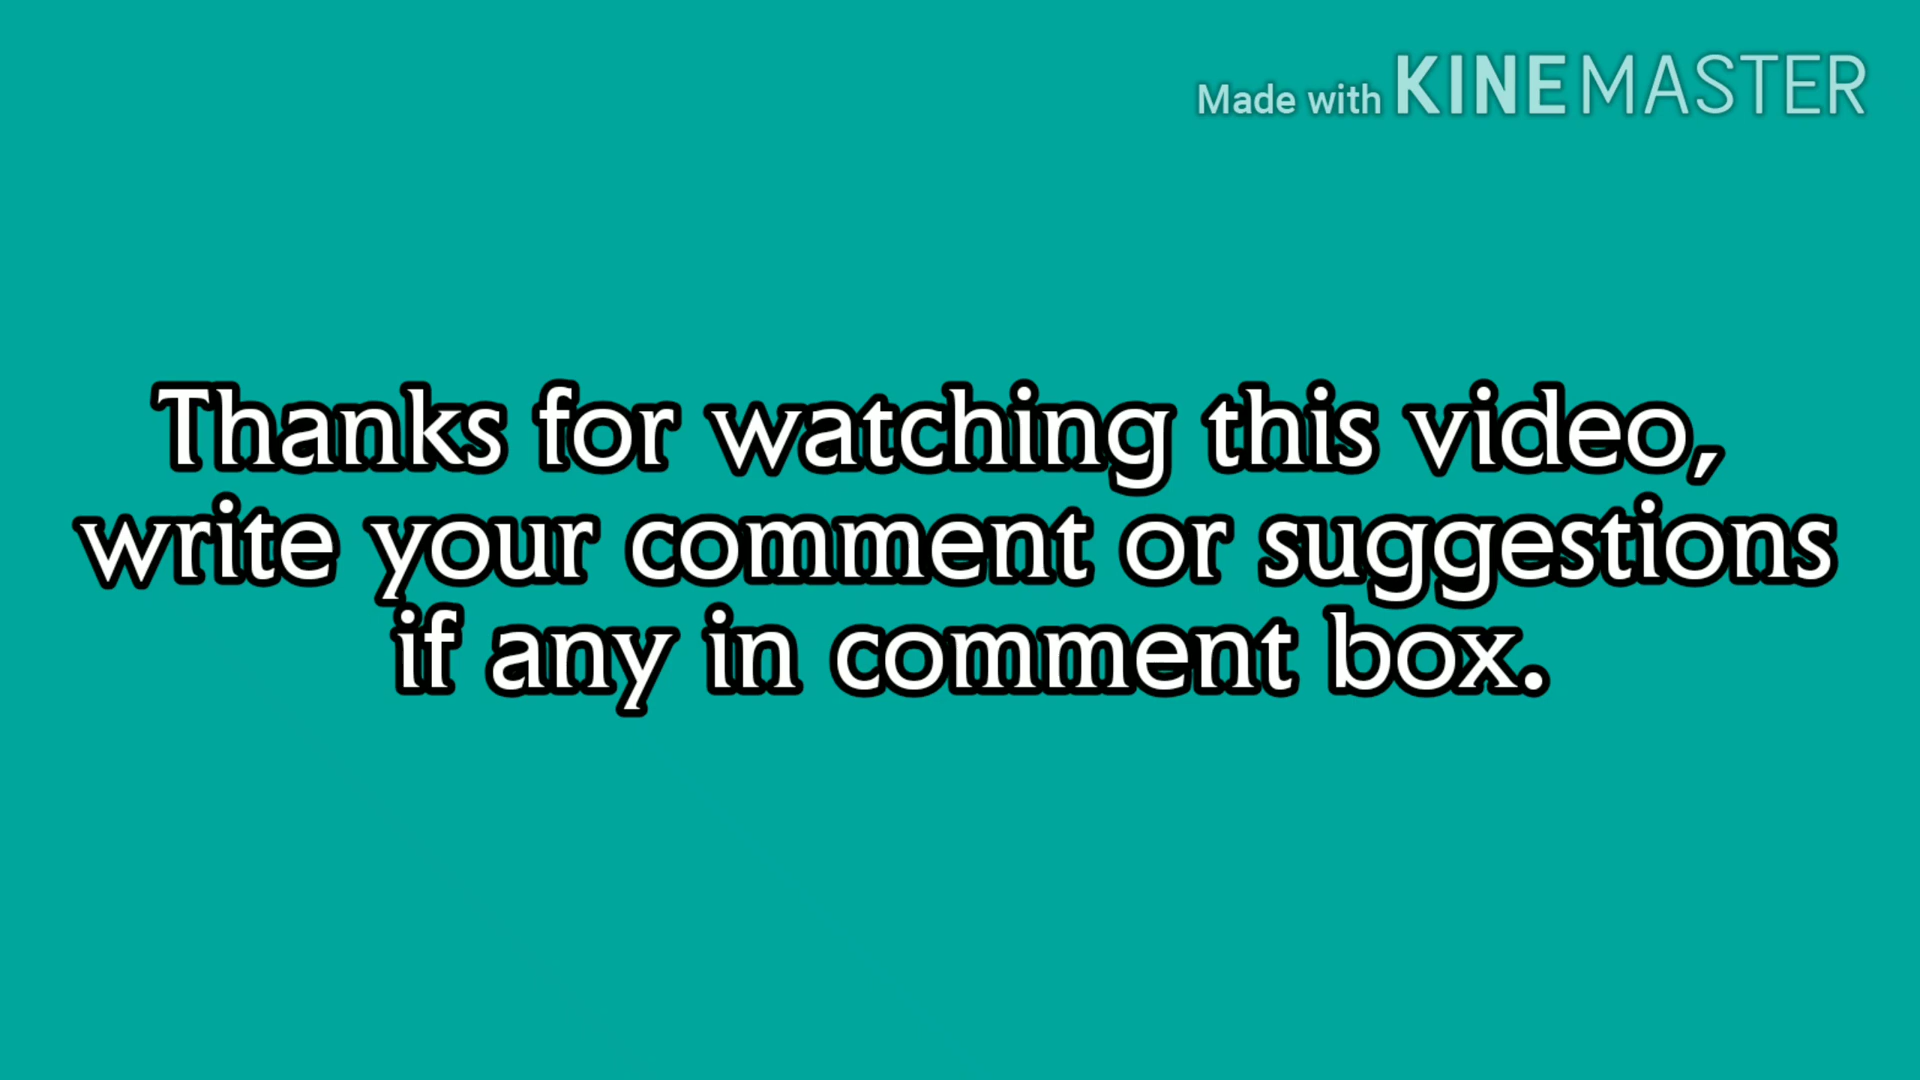 Made with KINEMASTER
Thanks for watching this video,
write your comment or suggestions
if any in comment box.